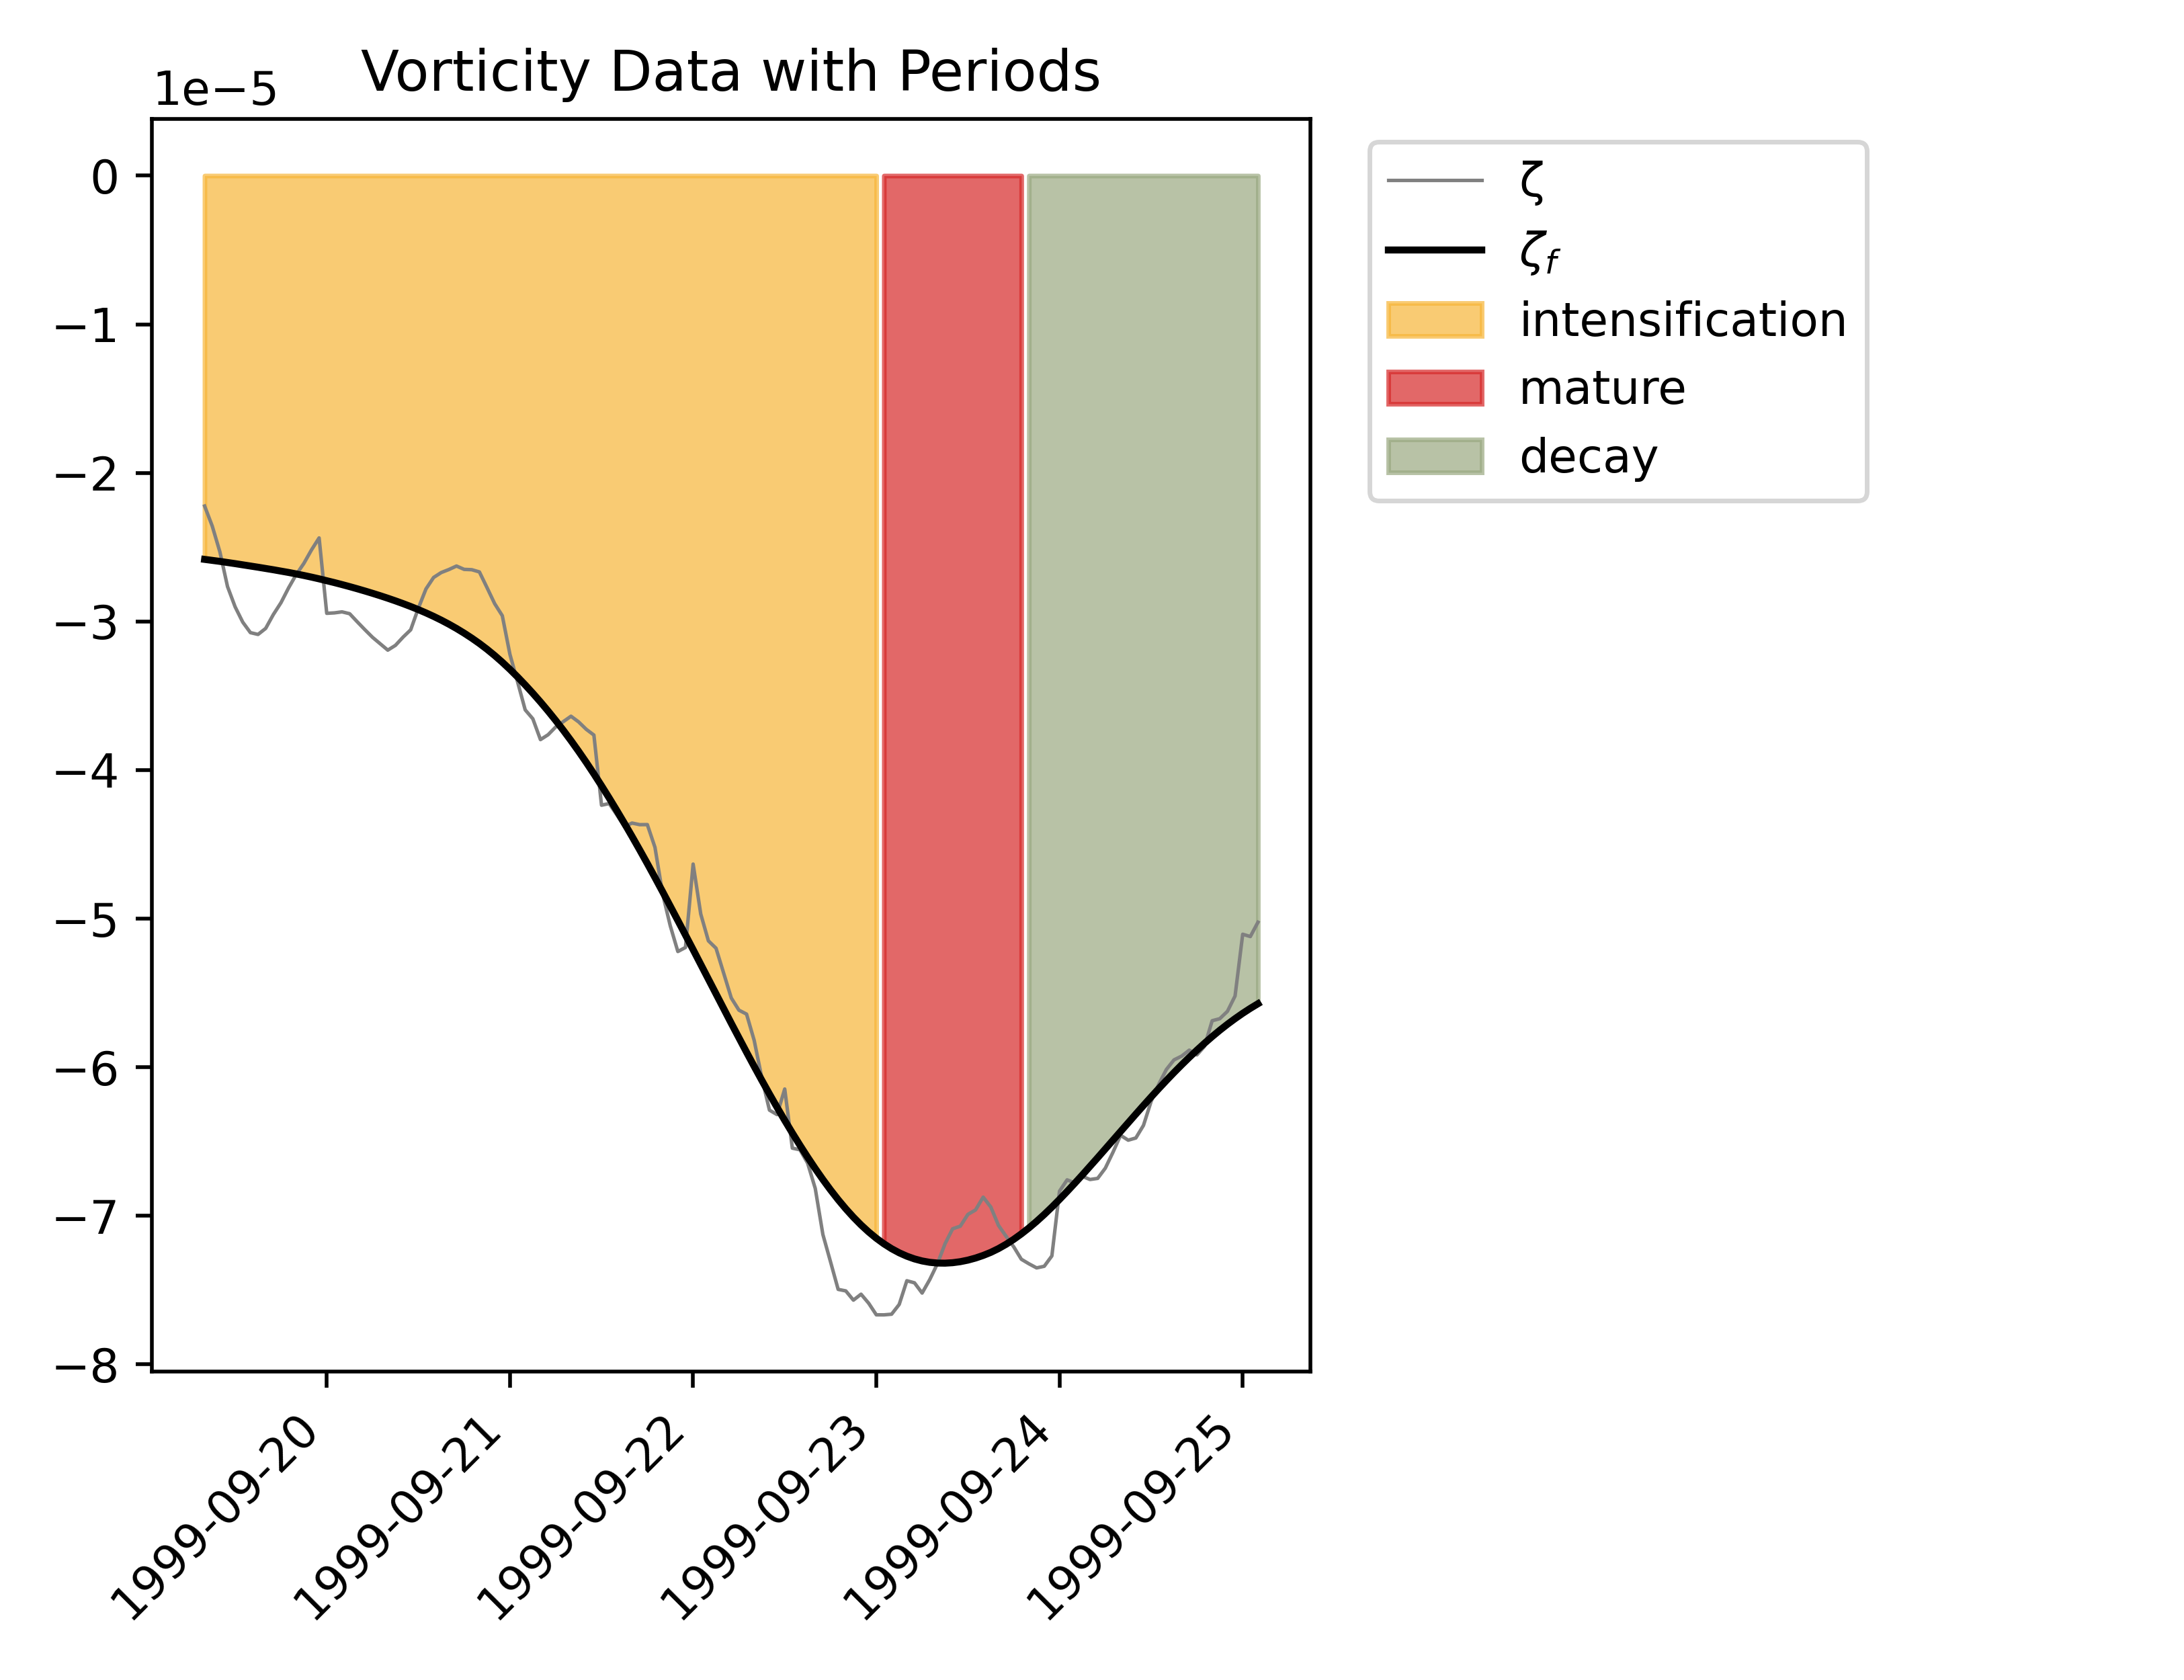 Vorticity Data with Periods
1e−5
0
−1
−2
−3
−4
−5
−6
−7
−8
1999-09-20
1999-09-21
1999-09-22
1999-09-23
1999-09-24
1999-09-25
ζ
ζf
intensification
mature
decay